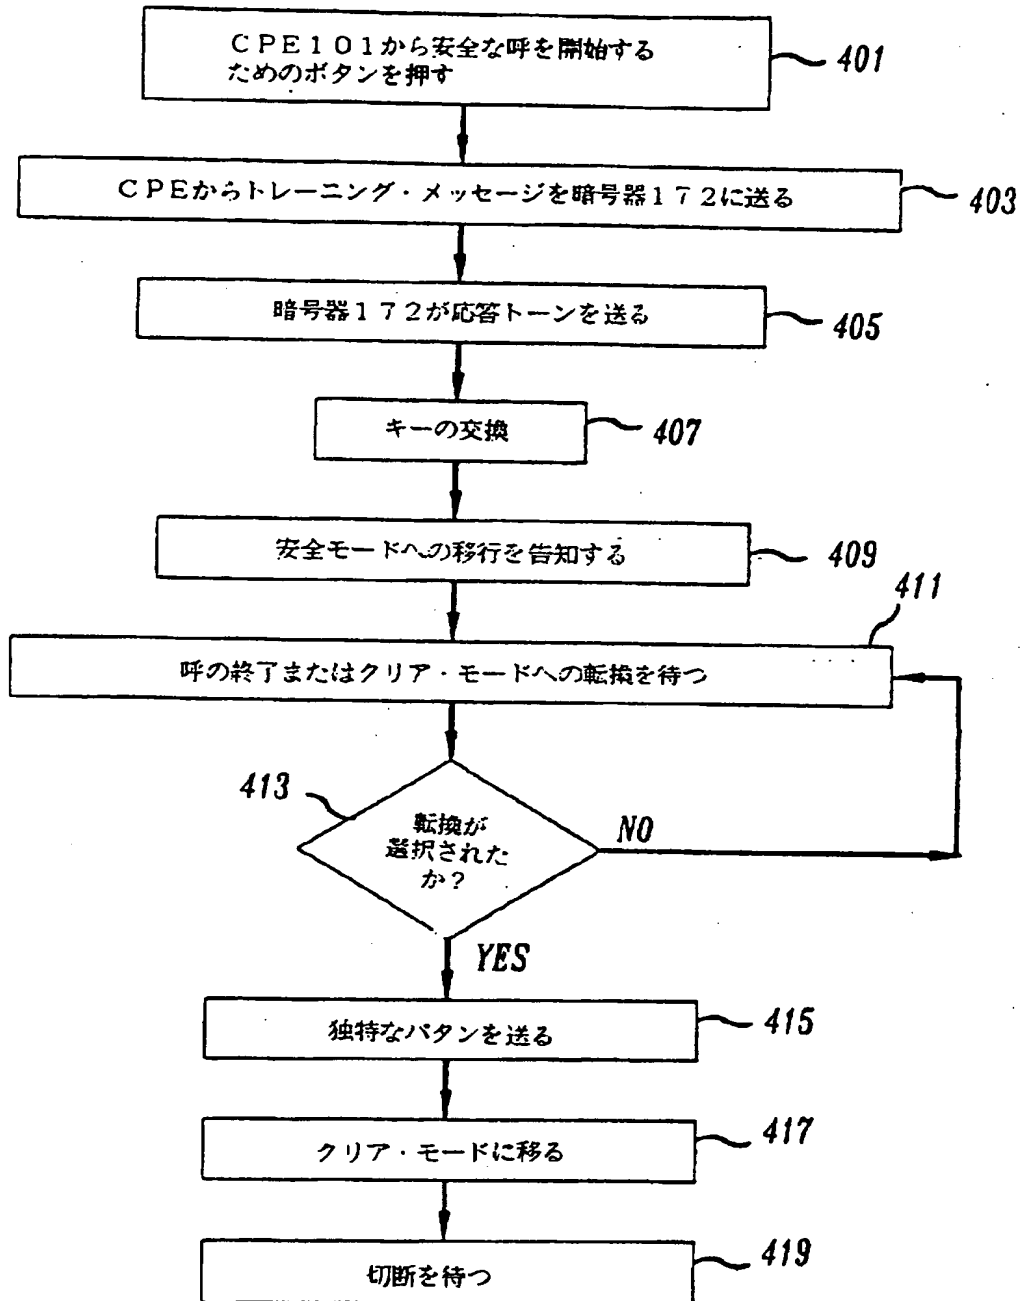 CPE101から安全な呼を開始する
ためのボタンを押す
401
CPEからトレーニング・メッセージを暗号器172に送る
403
暗号器172が応答トーンを送る
405
キーの交換
407
安全モードへの移行を告知する
409
411
呼の終了またはクリア・モードへの転換を待つ
413
転換が
選択された
か?
NO
YES
独特なパタンを送る
415
クリア・モードに移る
417
切断を待つ
419